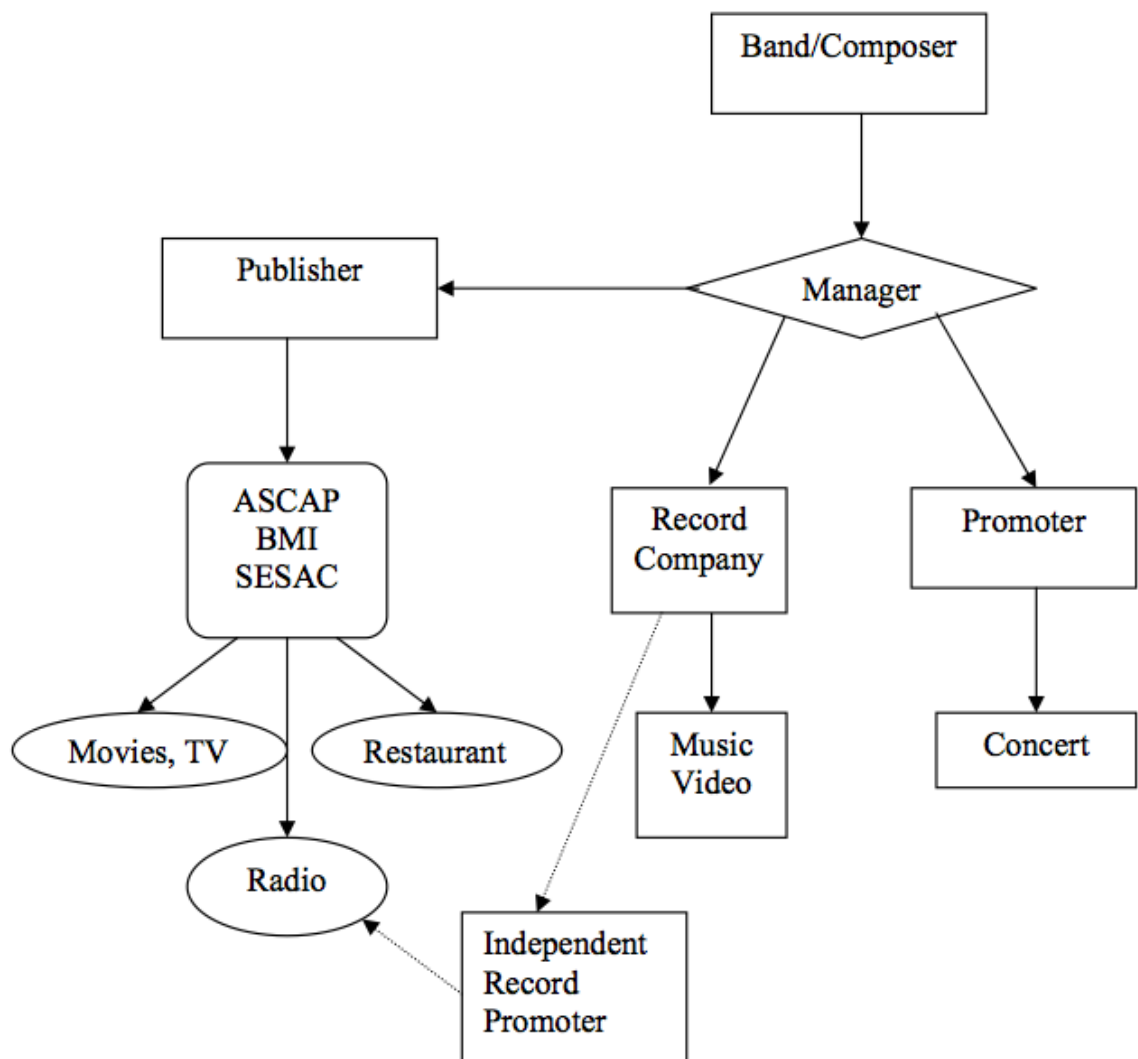 Band/Composer
Publisher
Manager
ASCAP
BMI
SESAC
Record
Company
Promoter
Movies, TV
Restaurant
Music
Video
Concert
Radio
Independent
Record
Promoter